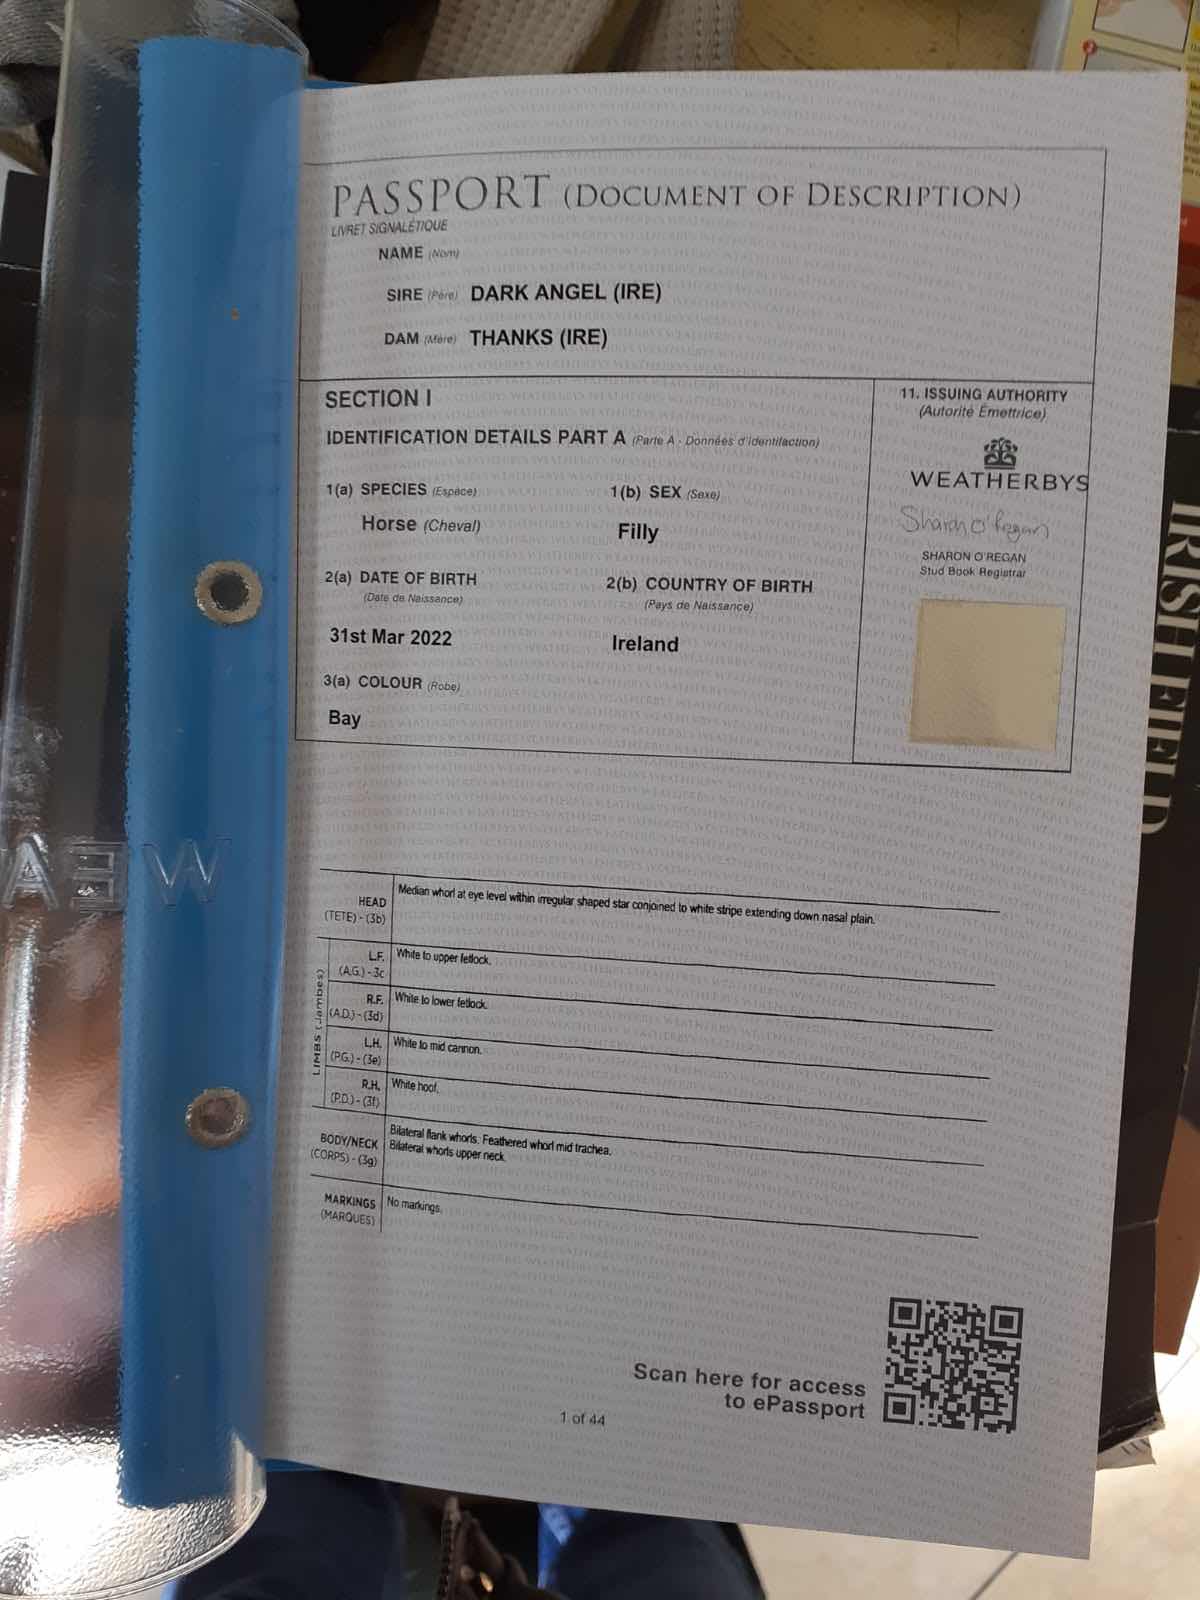 PASSPORT (DOCUMENT OF DESCRIPTION)
LIVRET SIGNALÉTIQUE
NAME (Nom)
SIRE (Père) DARK ANGEL (IRE)
DAM (Mère) THANKS (IRE)
SECTION I
IDENTIFICATION DETAILS PART A (Parte A - Données d'identifaction)
1(a) SPECIES (Espèce)
1(b) SEX (Sexe)
Horse (Cheval)
Filly
2(a) DATE OF BIRTH
(Date de Naissance)
2(b) COUNTRY OF BIRTH
(Pays de Naissance)
31st Mar 2022
Ireland
3(a) COLOUR (Robe)
Bay
11. ISSUING AUTHORITY
(Autorité Émettrice)
WEATHERBYS
Sharon O'Regan
SHARON O'REGAN
Stud Book Registrar
HEAD
(TETE) - (3b)
Median whorl at eye level within irregular shaped star conjoined to white stripe extending down nasal plain.
LIMBS (Jambes)
L.F.
(A.G.) - 3c
White to upper fetlock.
R.F.
(A.D.) - (3d)
White to lower fetlock.
L.H.
(P.G.) - (3e)
White to mid cannon.
R.H.
(P.D.) - (3f)
White hoof.
BODY/NECK
(CORPS) - (3g)
Bilateral flank whorls. Feathered whorl mid trachea.
Bilateral whorls upper neck.
MARKINGS
(MARQUES)
No markings.
Scan here for access
to ePassport
1 of 44
IRISH FIELD
WEA